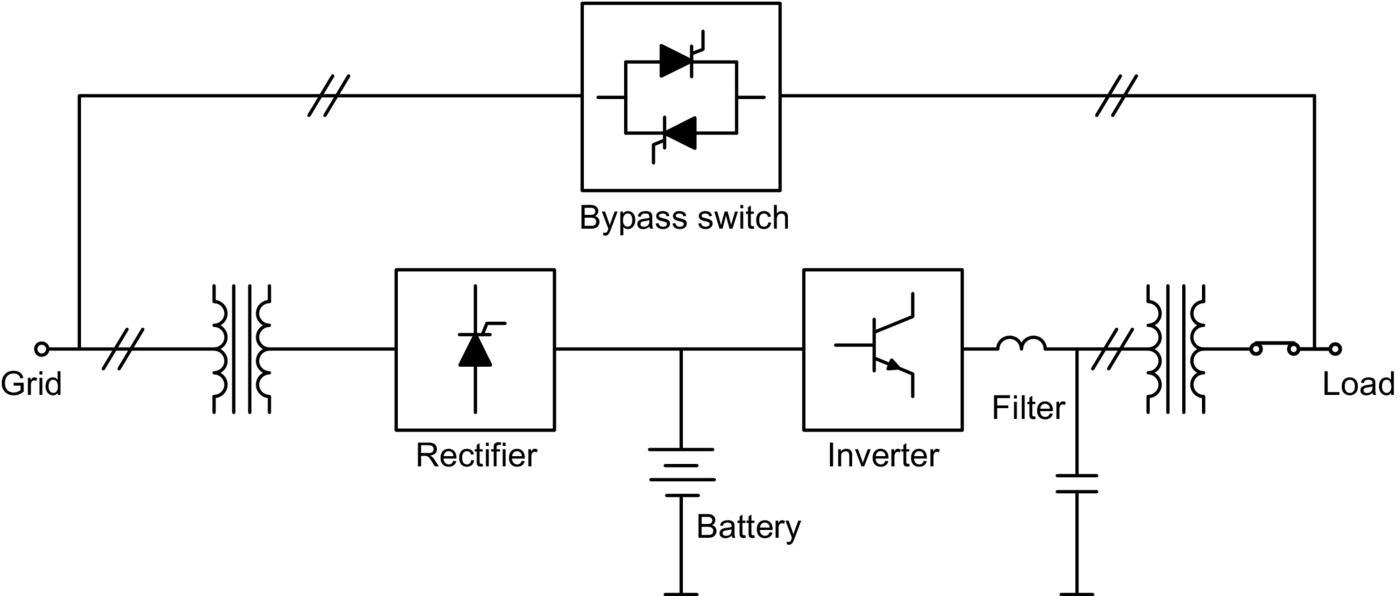 Bypass switch
Grid
Load
Filter
Rectifier
Inverter
Battery